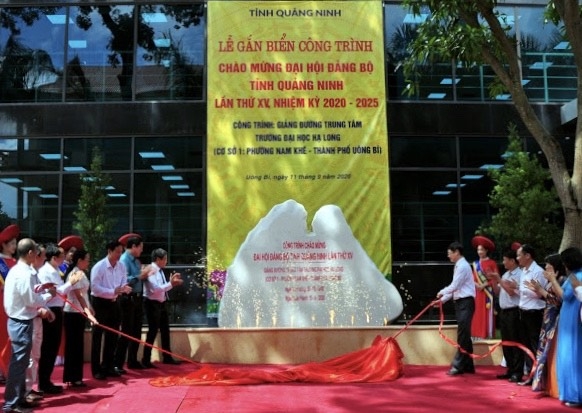 TỈNH QUẢNG NINH
LỄ GẮN BIỂN CÔNG TRÌNH
CHÀO MỪNG ĐẠI HỘI ĐẢNG BỘ
TỈNH QUẢNG NINH
LẦN THỨ XV, NHIỆM KỲ 2020 - 2025
CÔNG TRÌNH: GIẢNG ĐƯỜNG TRUNG TÂM
TRƯỜNG ĐẠI HỌC HẠ LONG
(CƠ SỞ 1: PHƯỜNG NAM KHÊ - THÀNH PHỐ UÔNG BÍ)
Uông Bí, ngày 11 tháng
CÔNG TRÌNH CHÀO MỪNG
ĐẠI HỘI ĐẢNG BỘ TỈNH QUẢNG NINH LẦN THỨ XV